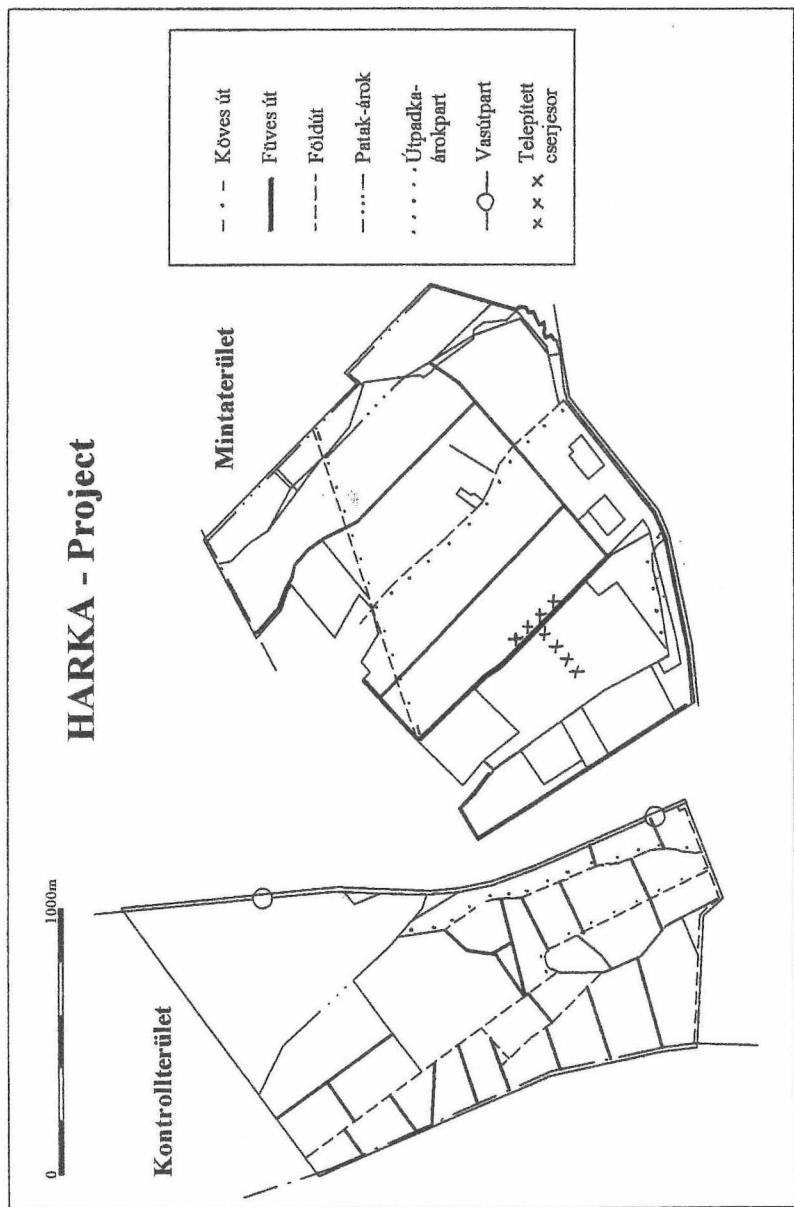 HARKA - Project
0
1000m
Kontrollterület
Mintaterület
Köves út
Füves út
Földút
Patak-árok
Útpadka-
árokpart
Vasútpart
Telepített
cserjesor